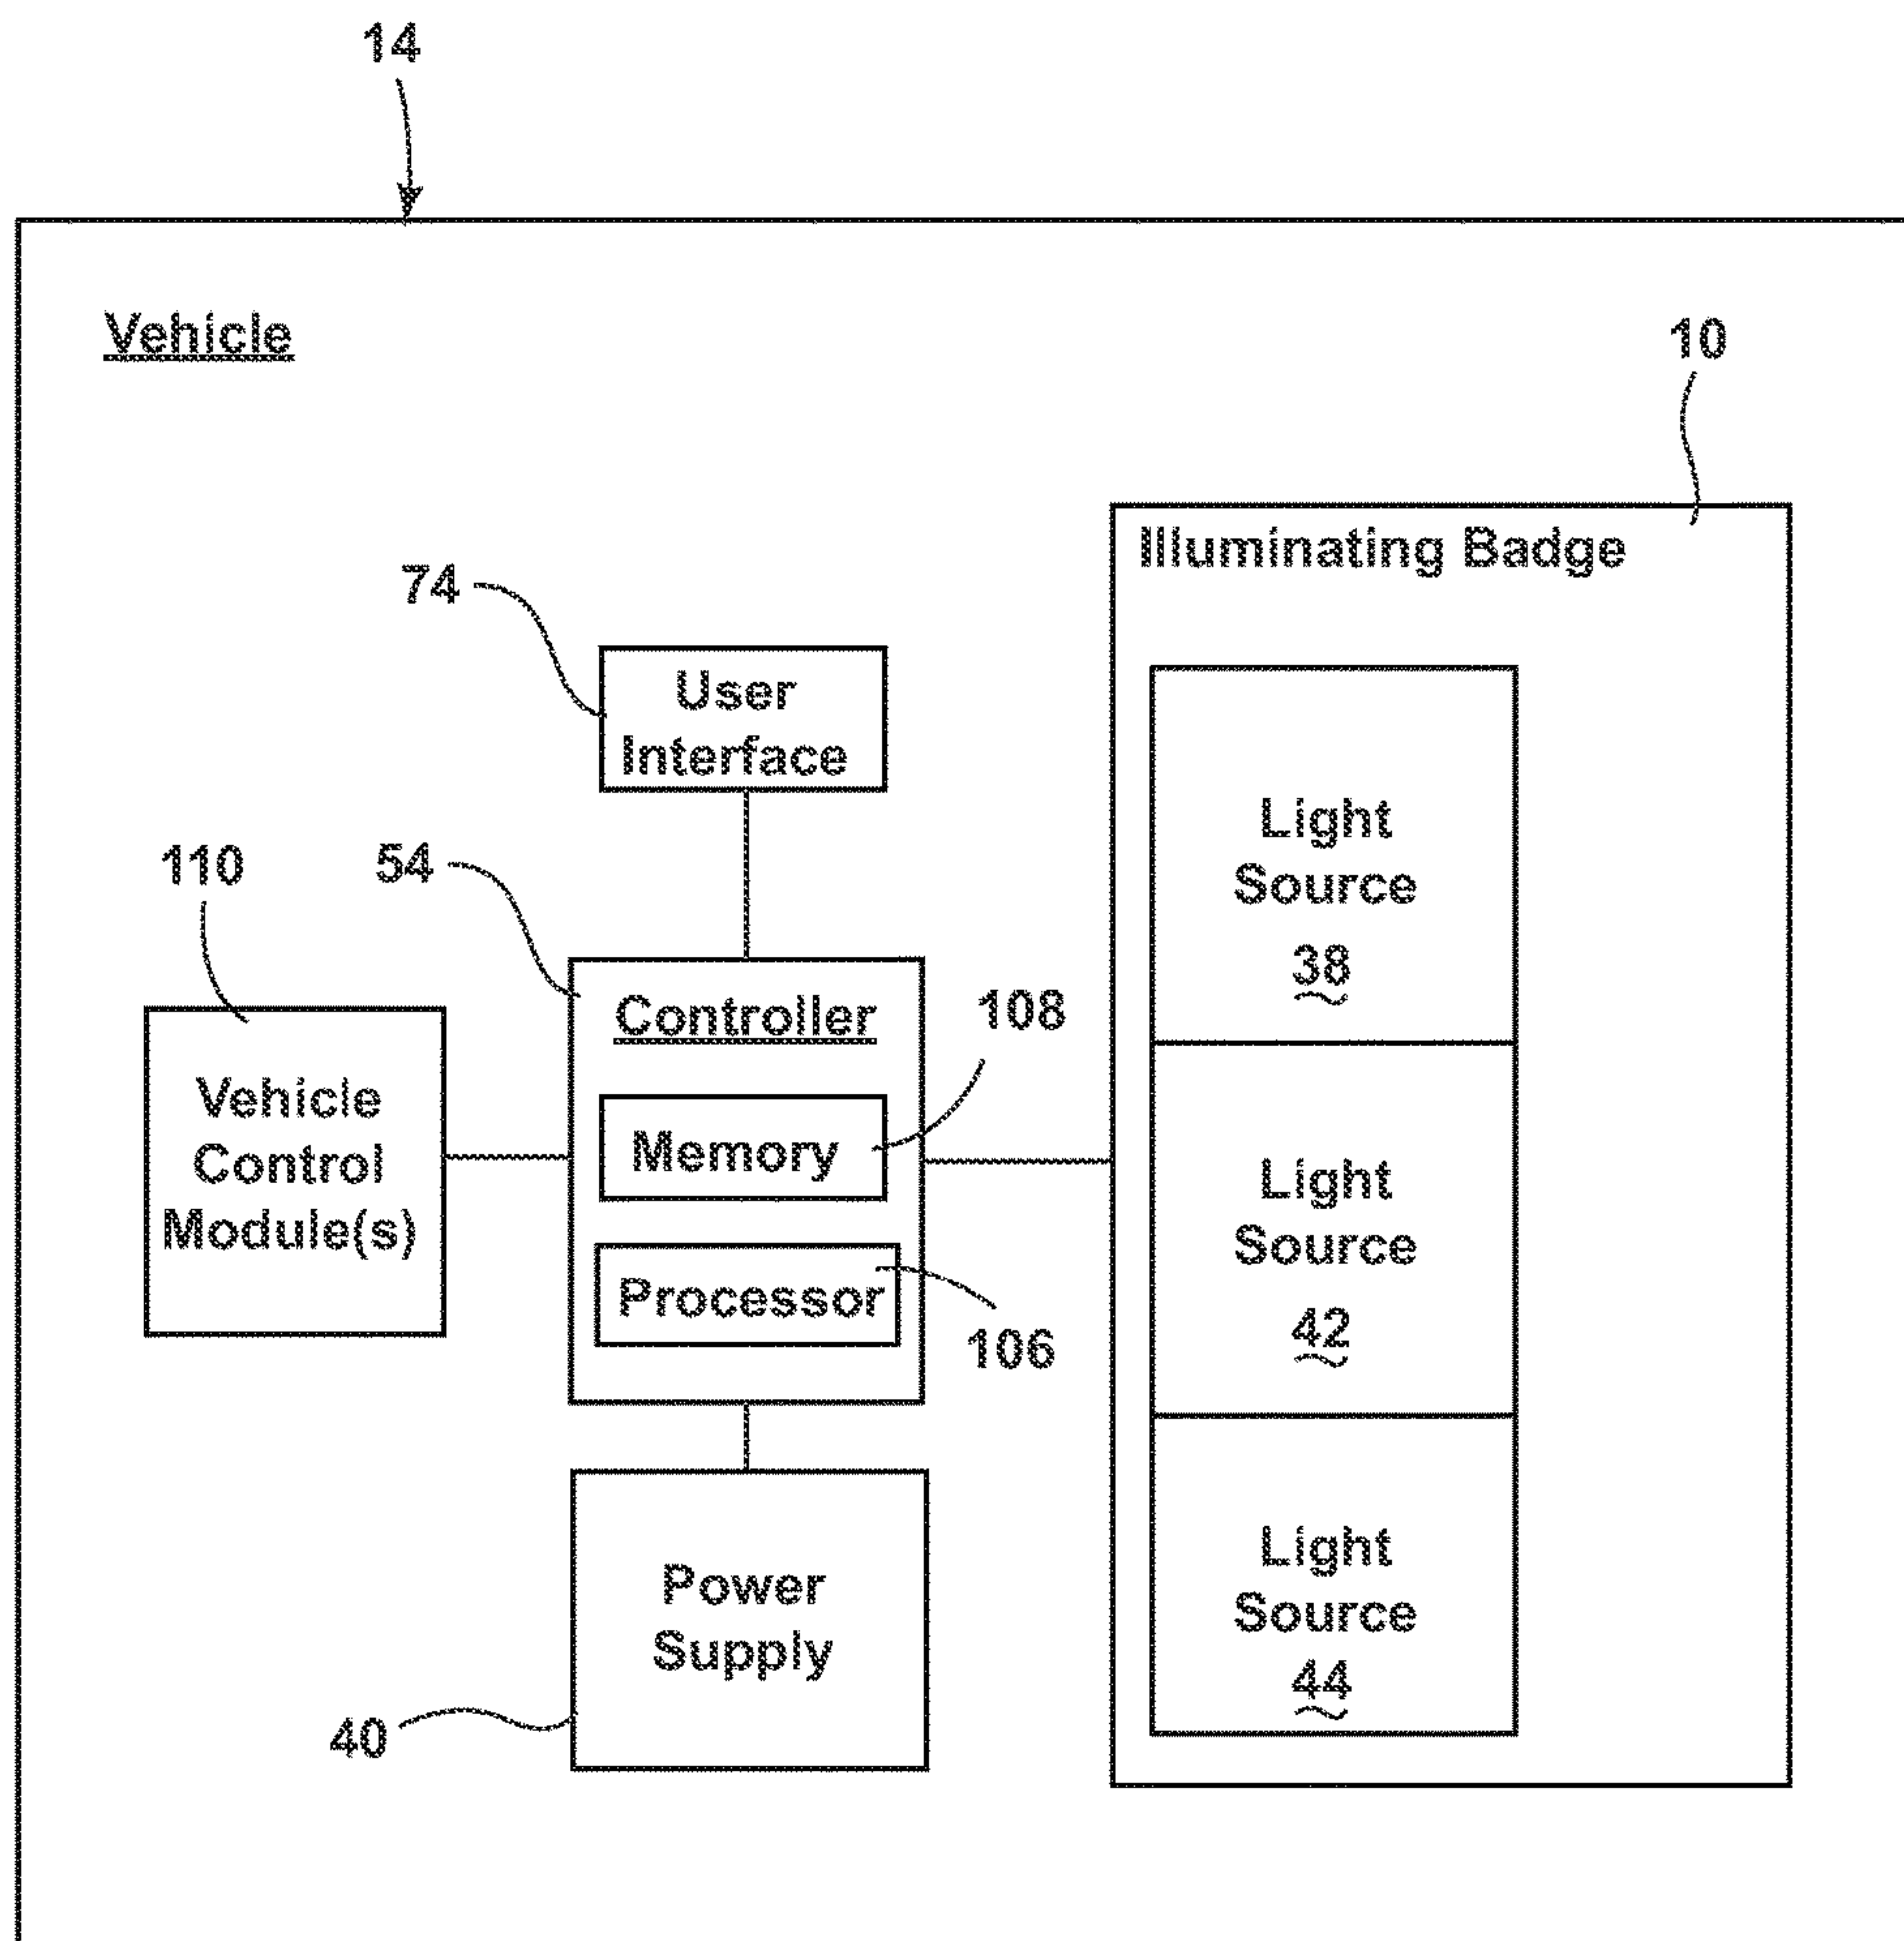 14
Vehicle
10
Illuminating Badge
74
User
Interface
Light
Source
38
110
54
Controller
108
Memory
Vehicle
Control
Module(s)
Processor
106
Light
Source
42
Power
Supply
40
Light
Source
44